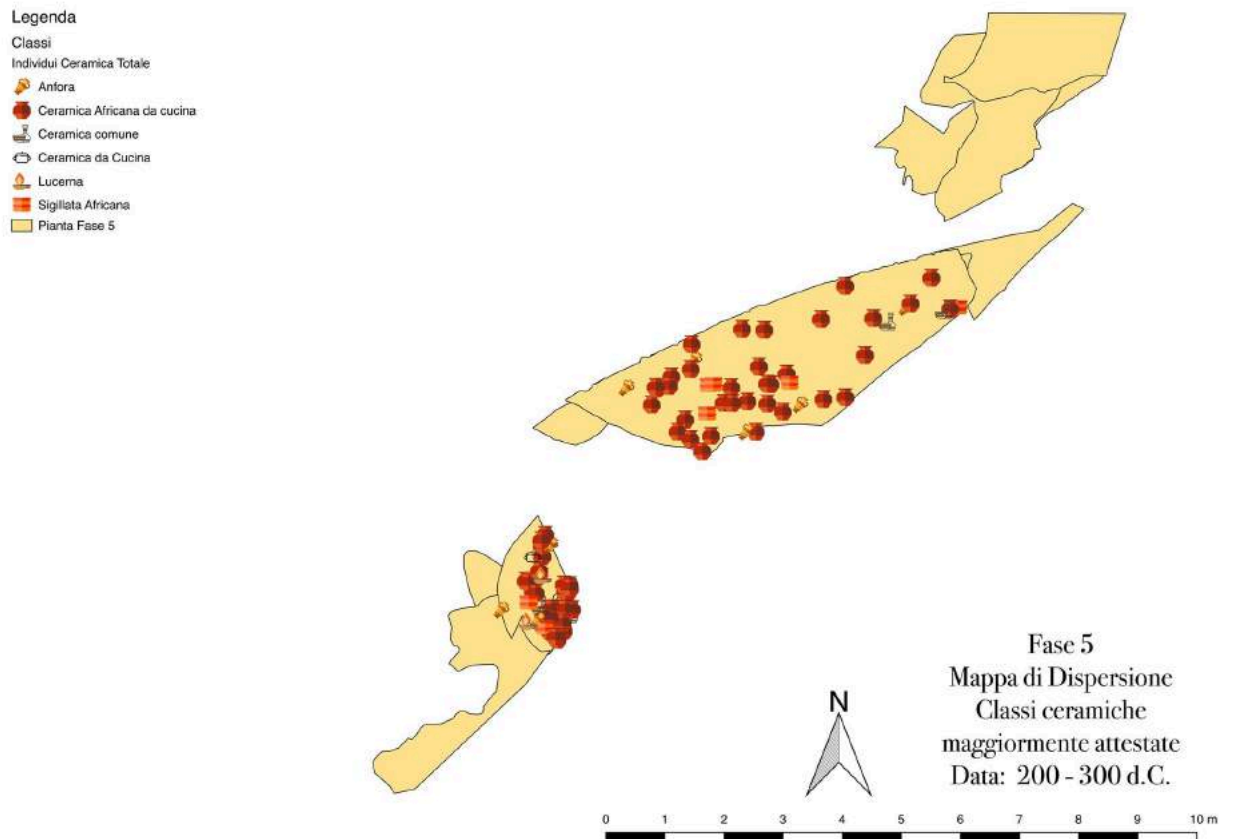 Legenda
Classi
Individui Ceramica Totale
Anfora
Ceramica Africana da cucina
Ceramica comune
Ceramica da Cucina
Lucerna
Sigillata Africana
Pianta Fase 5
Fase 5
Mappa di Dispersione
Classi ceramiche
maggiormente attestate
Data: 200 - 300 d.C.
N
0 1 2 3 4 5 6 7 8 9 10 m